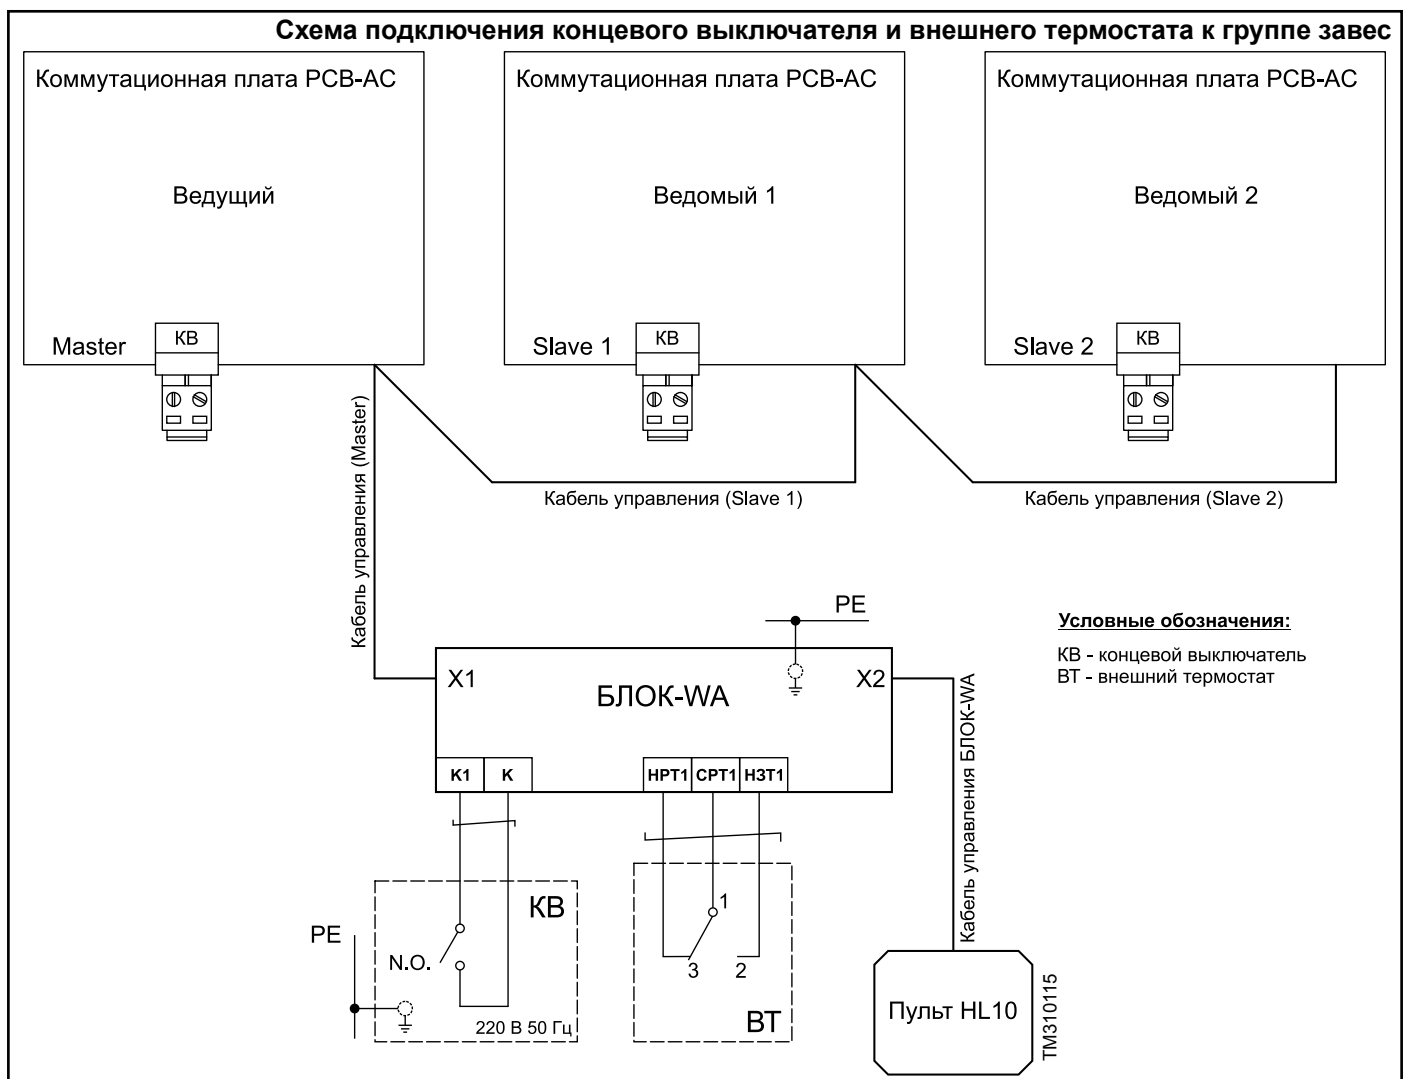 Схема подключения концевого выключателя и внешнего термостата к группе завес
Коммутационная плата PCB-AC
Ведущий
Master
КВ
Коммутационная плата PCB-AC
Ведомый 1
Slave 1
КВ
Коммутационная плата PCB-AC
Ведомый 2
Slave 2
КВ
Кабель управления (Master)
Кабель управления (Slave 1)
Кабель управления (Slave 2)
PE
Условные обозначения:
КВ - концевой выключатель
ВТ - внешний термостат
X1
БЛОК-WA
X2
К1
К
НРТ1
СРТ1
НЗТ1
Кабель управления БЛОК-WA
КВ
PE
N.O.
220 В 50 Гц
1
3
2
ВТ
Пульт HL10
TM310115